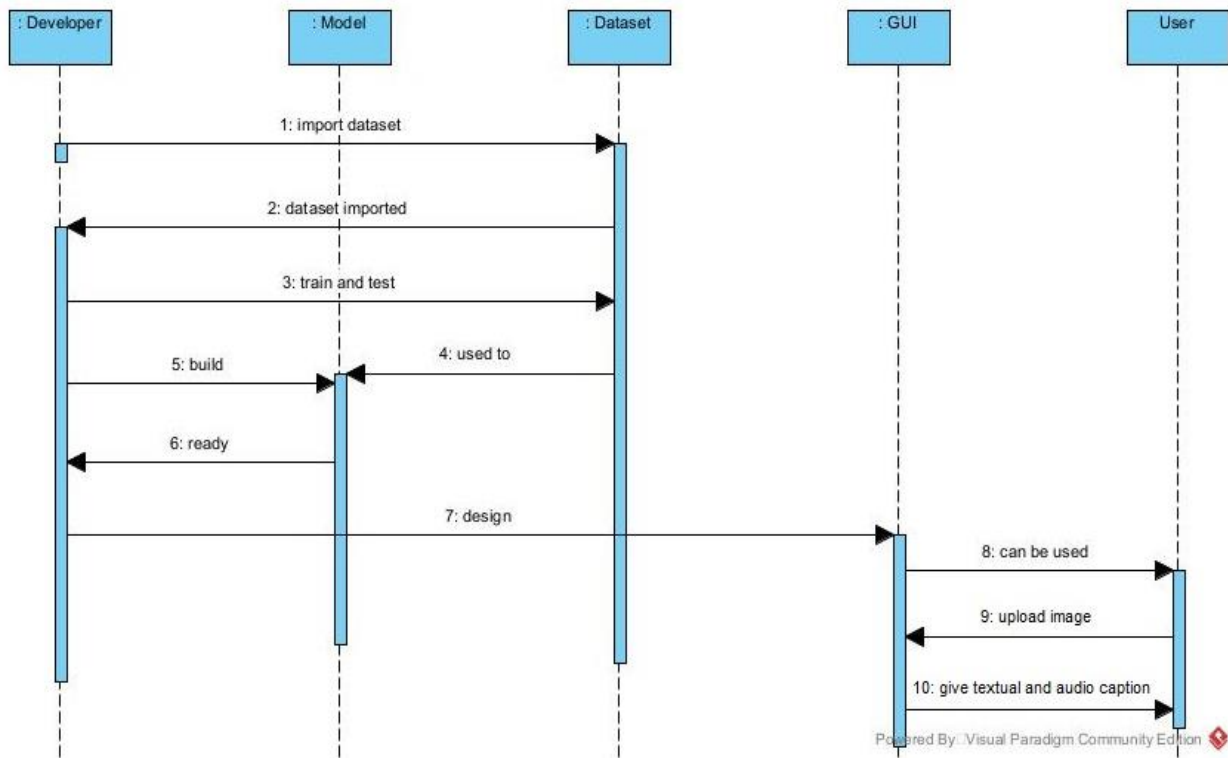 : Developer
: Model
: Dataset
: GUI
User
1: import dataset
2: dataset imported
3: train and test
4: used to
5: build
6: ready
7: design
8: can be used
9: upload image
10: give textual and audio caption
Powered By Visual Paradigm Community Edition